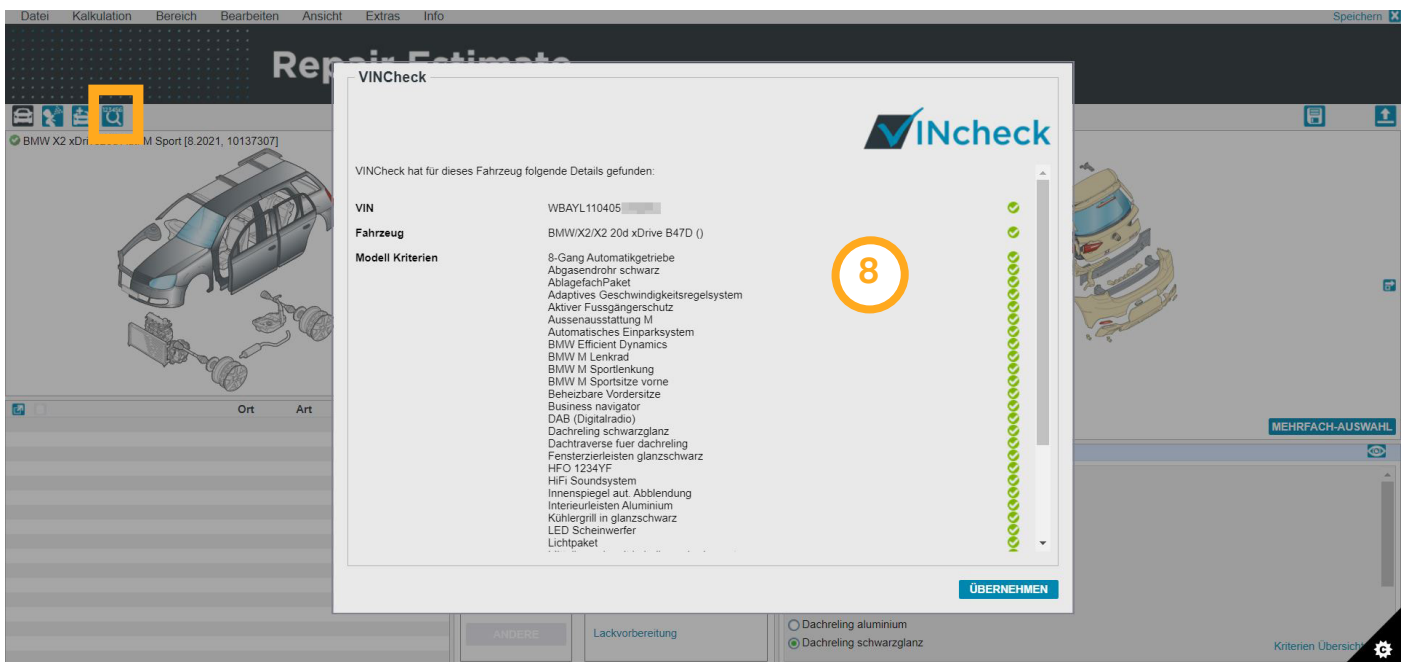 Datei Kalkulation Bereich Bearbeiten Ansicht Extras Info Speichern
Repair Estimate
BMW X2 xDri M Sport [8.2021, 10137307]
VINCheck
VINcheck
VINCheck hat für dieses Fahrzeug folgende Details gefunden:
VIN WBAYL110405
Fahrzeug BMW/X2/X2 20d xDrive B47D ()
Modell Kriterien 8-Gang Automatikgetriebe
Abgasendrohr schwarz
AblagefachPaket
Adaptives Geschwindigkeitsregelsystem
Aktiver Fussgängerschutz
Aussenausstattung M
Automatisches Einparksystem
BMW Efficient Dynamics
BMW M Lenkrad
BMW M Sportlenkung
BMW M Sportsitze vorne
Beheizbare Vordersitze
Business navigator
DAB (Digitalradio)
Dachreling schwarzglanz
Dachtraverse fuer dachreling
Fensterzierleisten glanzschwarz
HFO 1234YF
HiFi Soundsystem
Innenspiegel aut. Abblendung
Interieurleisten Aluminium
Kühlergrill in glanzschwarz
LED Scheinwerfer
Lichtpaket
8
ÜBERNEHMEN
Ort Art
MEHRFACH-AUSWAHL
ANDERE
Lackvorbereitung
Dachreling aluminium
Dachreling schwarzglanz
Kriterien Übersicht